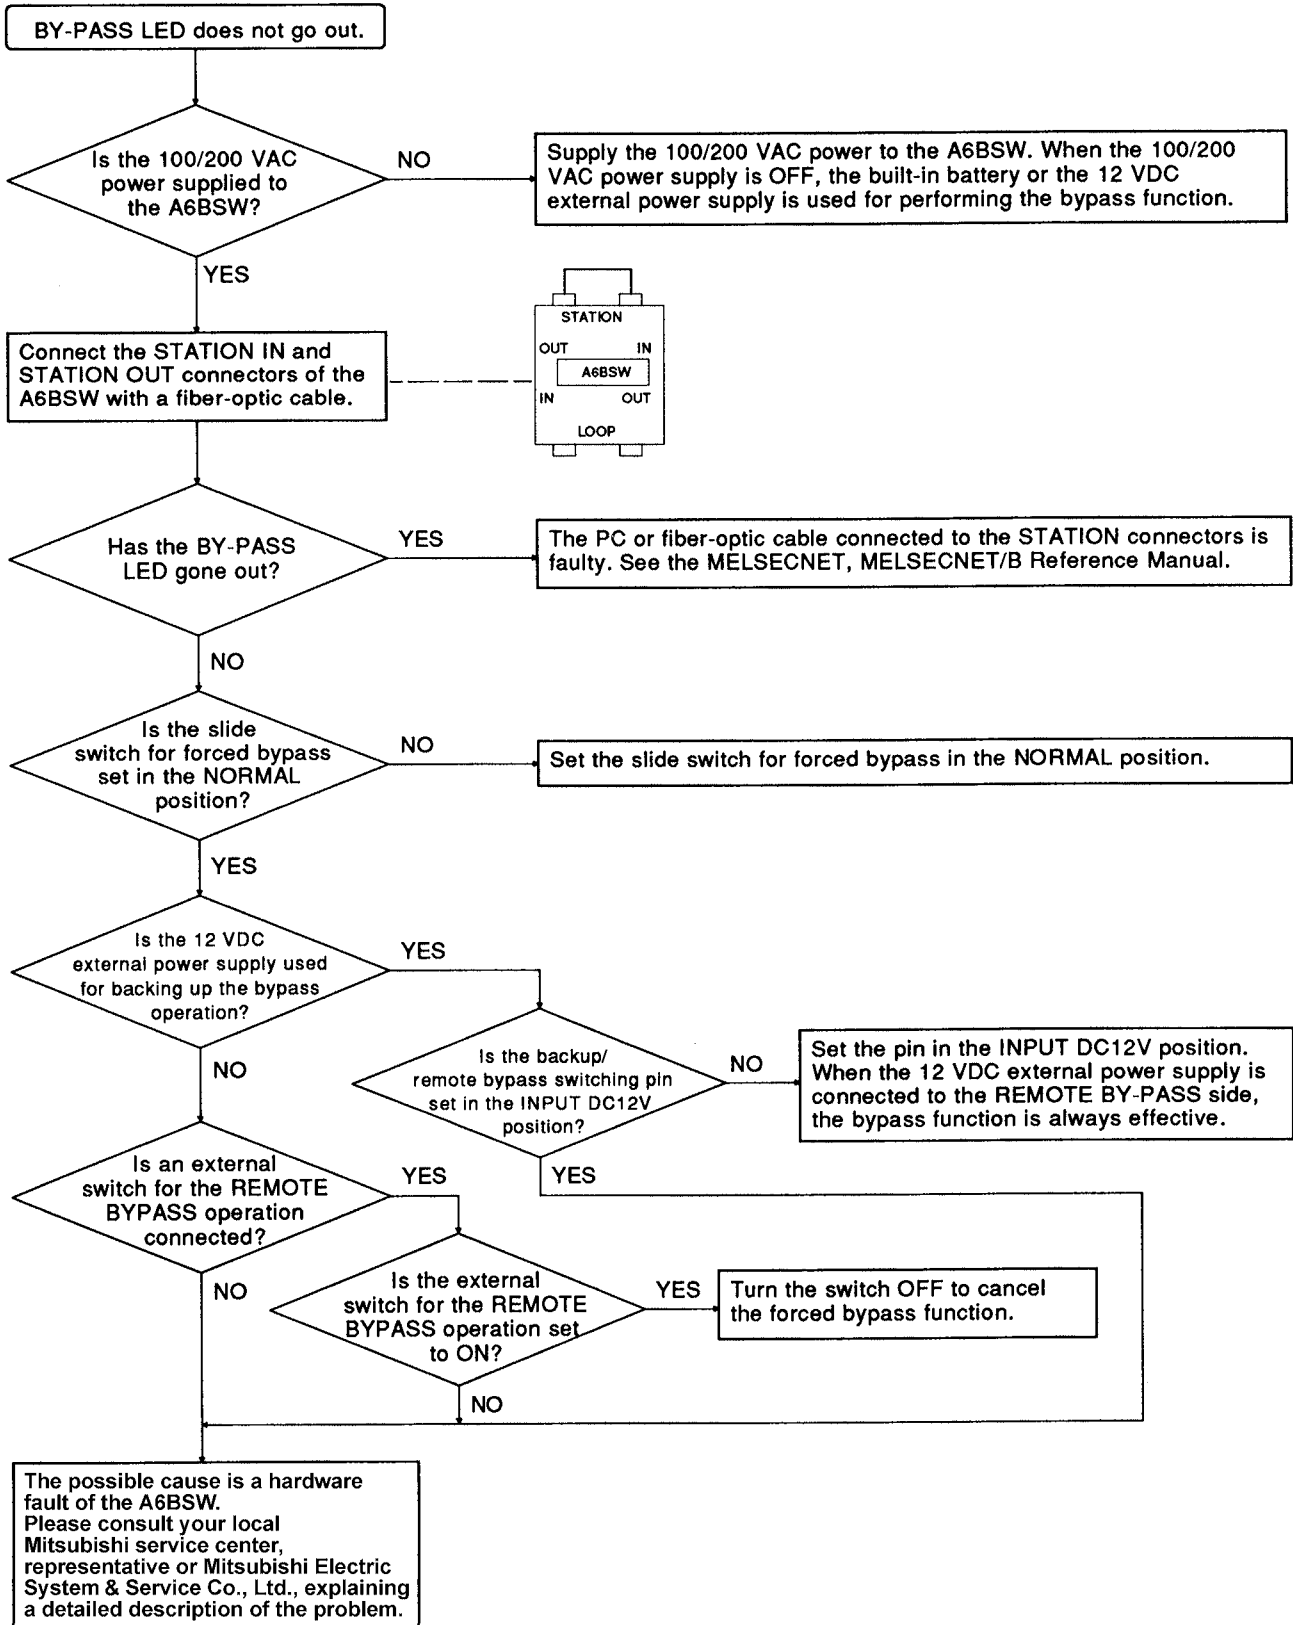 BY-PASS LED does not go out.
Is the 100/200 VAC
power supplied to
the A6BSW?
NO
Supply the 100/200 VAC power to the A6BSW. When the 100/200
VAC power supply is OFF, the built-in battery or the 12 VDC
external power supply is used for performing the bypass function.
YES
Connect the STATION IN and
STATION OUT connectors of the
A6BSW with a fiber-optic cable.
STATION
OUT IN
A6BSW
IN OUT
LOOP
Has the BY-PASS
LED gone out?
YES
The PC or fiber-optic cable connected to the STATION connectors is
faulty. See the MELSECNET, MELSECNET/B Reference Manual.
NO
Is the slide
switch for forced bypass
set in the NORMAL
position?
NO
Set the slide switch for forced bypass in the NORMAL position.
YES
Is the 12 VDC
external power supply used
for backing up the bypass
operation?
YES
Is the backup/
remote bypass switching pin
set in the INPUT DC12V
position?
NO
Set the pin in the INPUT DC12V position.
When the 12 VDC external power supply is
connected to the REMOTE BY-PASS side,
the bypass function is always effective.
YES
NO
Is an external
switch for the REMOTE
BYPASS operation
connected?
YES
Is the external
switch for the REMOTE
BYPASS operation set
to ON?
YES
Turn the switch OFF to cancel
the forced bypass function.
NO
NO
The possible cause is a hardware
fault of the A6BSW.
Please consult your local
Mitsubishi service center,
representative or Mitsubishi Electric
System & Service Co., Ltd., explaining
a detailed description of the problem.